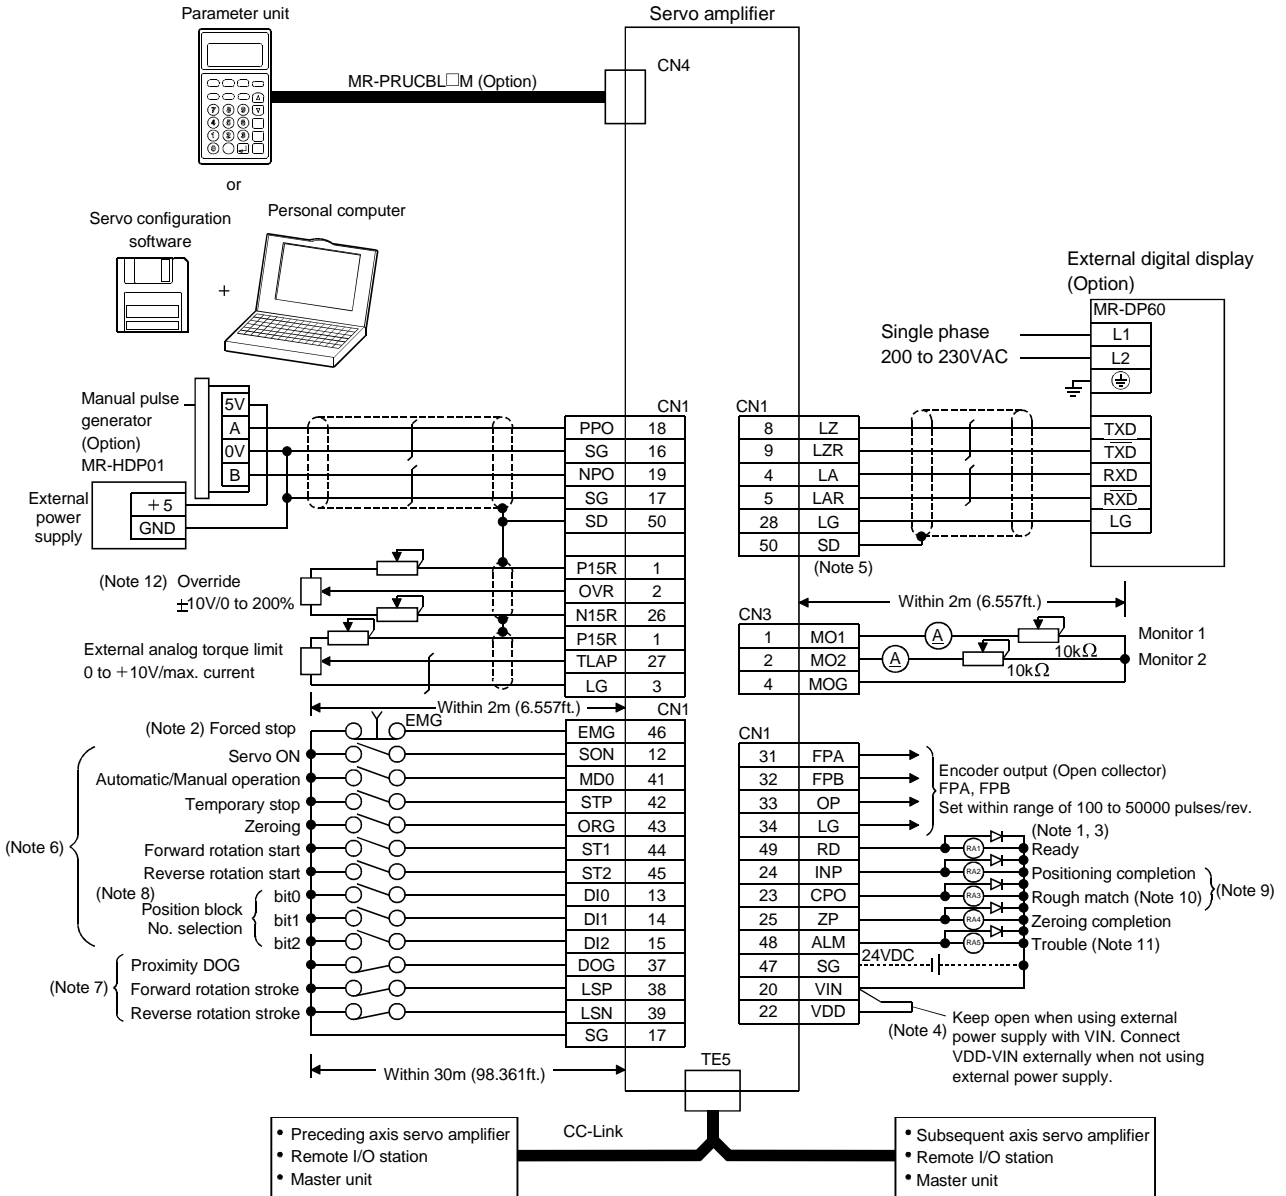 Parameter unit
Servo amplifier
CN4
MR-PRUCBL□M (Option)
or
Servo configuration
software
Personal computer
+
External digital display
(Option)
MR-DP60
L1
L2
Single phase
200 to 230VAC
Manual pulse
generator
(Option)
MR-HDP01
5V
A
0V
B
External
power
supply
+5
GND
CN1
PPO 18
SG 16
NPO 19
SG 17
SD 50
P15R 1
OVR 2
N15R 26
P15R 1
TLAP 27
LG 3
(Note 12) Override
±10V/0 to 200%
External analog torque limit
0 to +10V/max. current
Within 2m (6.557ft.)
CN1
8 LZ
9 LZR
4 LA
5 LAR
28 LG
50 SD
(Note 5)
TXD
TXD
RXD
RXD
LG
Within 2m (6.557ft.)
CN3
1 MO1
2 MO2
4 MOG
A
A
10kΩ
10kΩ
Monitor 1
Monitor 2
CN1
(Note 2) Forced stop
EMG
EMG 46
Servo ON
SON 12
Automatic/Manual operation
MD0 41
Temporary stop
STP 42
Zeroing
ORG 43
Forward rotation start
ST1 44
Reverse rotation start
ST2 45
(Note 6)
(Note 8)
Position block
No. selection
bit0
DI0 13
bit1
DI1 14
bit2
DI2 15
(Note 7)
Proximity DOG
DOG 37
Forward rotation stroke
LSP 38
Reverse rotation stroke
LSN 39
SG 17
Within 30m (98.361ft.)
CN1
31 FPA
32 FPB
33 OP
34 LG
49 RD
24 INP
23 CPO
25 ZP
48 ALM
47 SG
20 VIN
22 VDD
Encoder output (Open collector)
FPA, FPB
Set within range of 100 to 50000 pulses/rev.
(Note 1, 3)
RA1
Ready
RA2
Positioning completion
RA3
Rough match (Note 10)
(Note 9)
RA4
Zeroing completion
RA5
Trouble (Note 11)
24VDC
(Note 4)
Keep open when using external
power supply with VIN. Connect
VDD-VIN externally when not using
external power supply.
TE5
CC-Link
• Preceding axis servo amplifier
• Remote I/O station
• Master unit
• Subsequent axis servo amplifier
• Remote I/O station
• Master unit